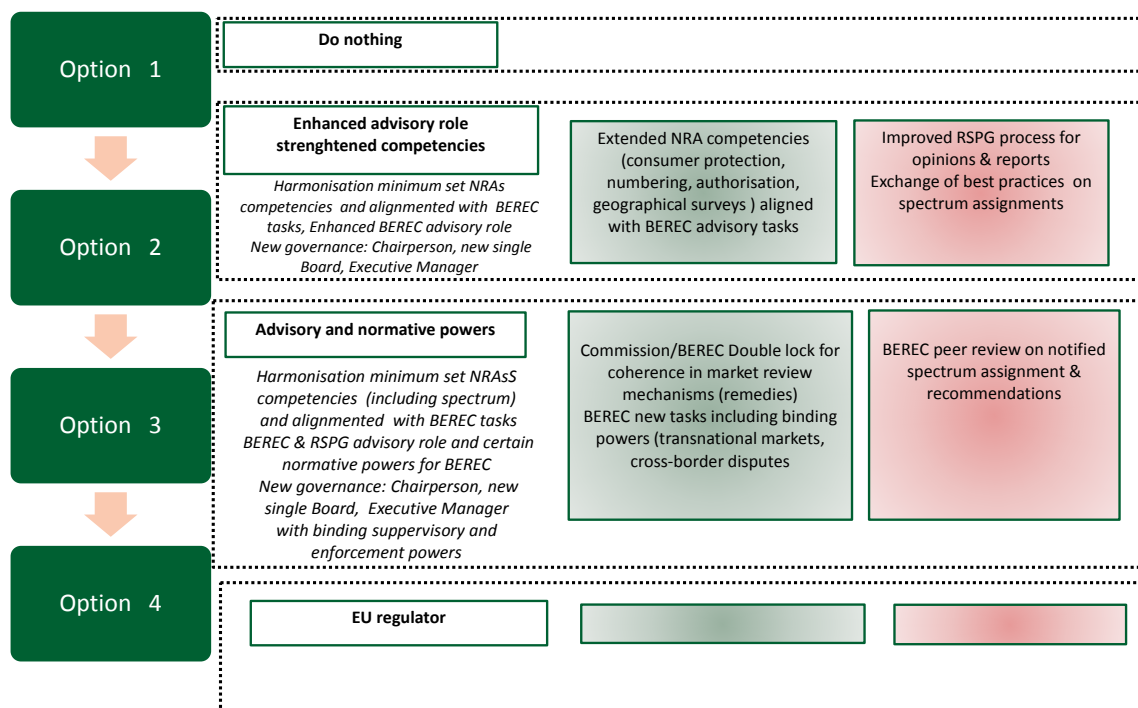 Option 1
Do nothing
Option 2
Enhanced advisory role
strenghtened competencies
Harmonisation minimum set NRAs
competencies and alignmented with BEREC
tasks, Enhanced BEREC advisory role
New governance: Chairperson, new single
Board, Executive Manager
Extended NRA competencies
(consumer protection,
numbering, authorisation,
geographical surveys ) aligned
with BEREC advisory tasks
Improved RSPG process for
opinions & reports
Exchange of best practices on
spectrum assignments
Option 3
Advisory and normative powers
Harmonisation minimum set NRAsS
competencies (including spectrum)
and alignmented with BEREC tasks
BEREC & RSPG advisory role and certain
normative powers for BEREC
New governance: Chairperson, new
single Board, Executive Manager
with binding suppervisory and
enforcement powers
Commission/BEREC Double lock for
coherence in market review
mechanisms (remedies)
BEREC new tasks including binding
powers (transnational markets,
cross-border disputes
BEREC peer review on notified
spectrum assignment &
recommendations
Option 4
EU regulator